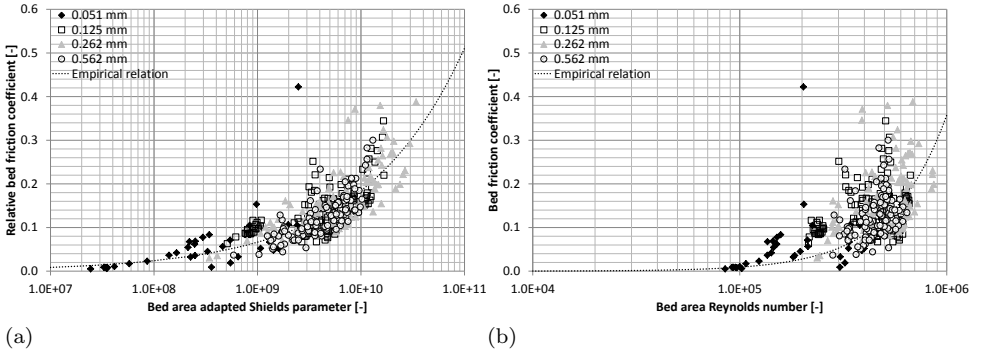 0.6
0.5
0.4
0.3
0.2
0.1
0.0
Relative bed friction coefficient [-]
0.051 mm
0.125 mm
0.262 mm
0.562 mm
Empirical relation
1.0E+07 1.0E+08 1.0E+09 1.0E+10 1.0E+11
Bed area adapted Shields parameter [-]
(a)
0.6
0.5
0.4
0.3
0.2
0.1
0.0
Bed friction coefficient [-]
0.051 mm
0.125 mm
0.262 mm
0.562 mm
Empirical relation
1.0E+04 1.0E+05 1.0E+06
Bed area Reynolds number [-]
(b)